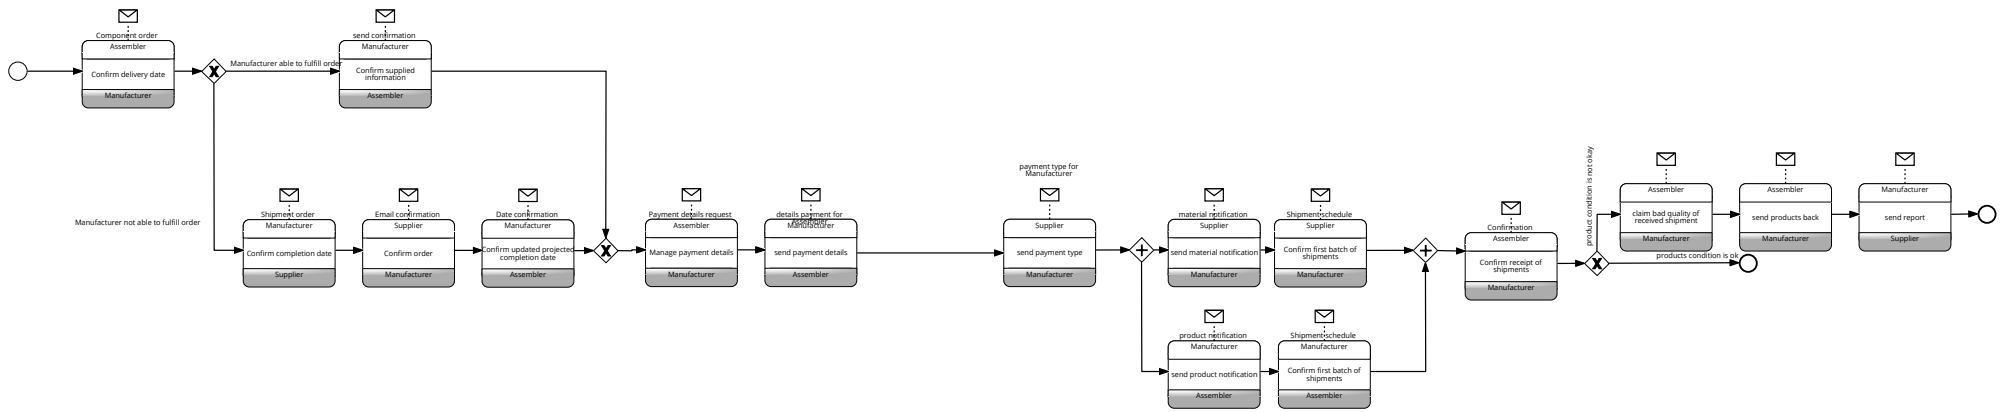 Component order
Assembler
Confirm delivery date
Manufacturer
Manufacturer able to fulfill order
send confirmation
Manufacturer
Confirm supplied
information
Assembler
Manufacturer not able to fulfill order
Shipment order
Manufacturer
Confirm completion date
Supplier
Email confirmation
Supplier
Confirm order
Manufacturer
Date confirmation
Manufacturer
Confirm updated projected
completion date
Assembler
Payment details request
Assembler
Manage payment details
Manufacturer
details payment for
Assembler
Manufacturer
send payment details
Assembler
payment type for
Manufacturer
Supplier
send payment type
Manufacturer
material notification
Supplier
send material notification
Manufacturer
Shipment schedule
Supplier
Confirm first batch of
shipments
Manufacturer
product notification
Manufacturer
send product notification
Assembler
Shipment schedule
Manufacturer
Confirm first batch of
shipments
Assembler
Confirmation
Assembler
Confirm receipt of
shipments
Manufacturer
product condition is not okay
Assembler
claim bad quality of
received shipment
Manufacturer
Assembler
send products back
Manufacturer
Manufacturer
send report
Supplier
products condition is ok